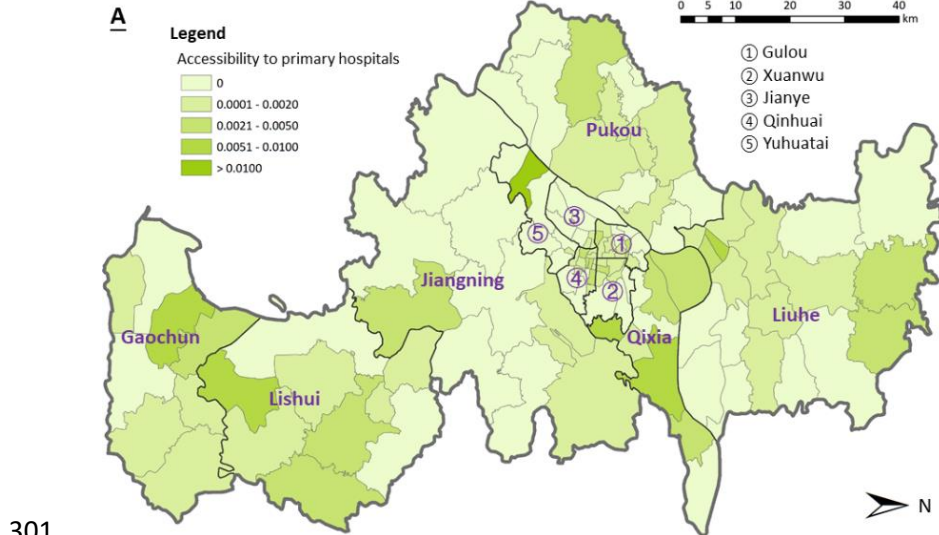 A
Legend
Accessibility to primary hospitals
0
0.0001 - 0.0020
0.0021 - 0.0050
0.0051 - 0.0100
> 0.0100
0 5 10 20 30 40
km
① Gulou
② Xuanwu
③ Jianye
④ Qinhuai
⑤ Yuhuatai
Pukou
③
⑤
①
Jiangning
④
②
Liuhe
Gaochun
Qixia
Lishui
N
301